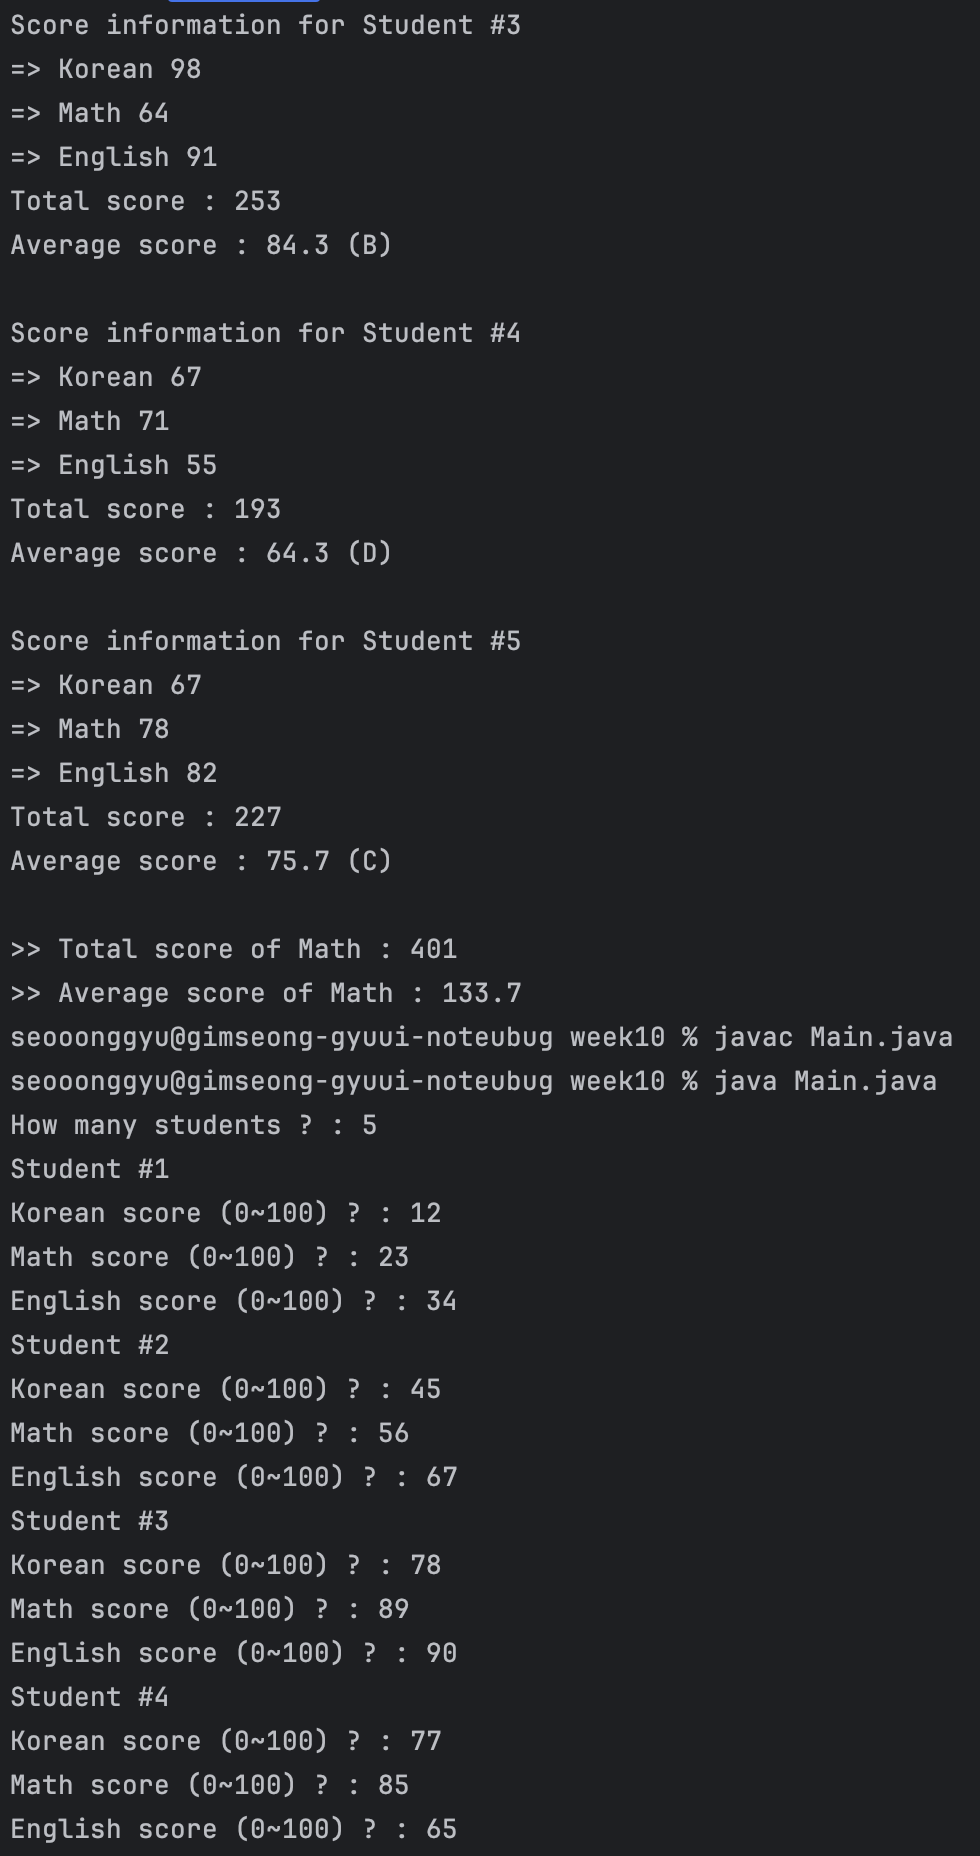 Score information for Student #3
=> Korean 98
=> Math 64
=> English 91
Total score : 253
Average score : 84.3 (B)
Score information for Student #4
=> Korean 67
=> Math 71
=> English 55
Total score : 193
Average score : 64.3 (D)
Score information for Student #5
=> Korean 67
=> Math 78
=> English 82
Total score : 227
Average score : 75.7 (C)
>> Total score of Math : 401
>> Average score of Math : 133.7
seooonggyu@gimseong-gyuui-noteubug week10 % javac Main.java
seooonggyu@gimseong-gyuui-noteubug week10 % java Main.java
How many students ? : 5
Student #1
Korean score (0~100) ? : 12
Math score (0~100) ? : 23
English score (0~100) ? : 34
Student #2
Korean score (0~100) ? : 45
Math score (0~100) ? : 56
English score (0~100) ? : 67
Student #3
Korean score (0~100) ? : 78
Math score (0~100) ? : 89
English score (0~100) ? : 90
Student #4
Korean score (0~100) ? : 77
Math score (0~100) ? : 85
English score (0~100) ? : 65